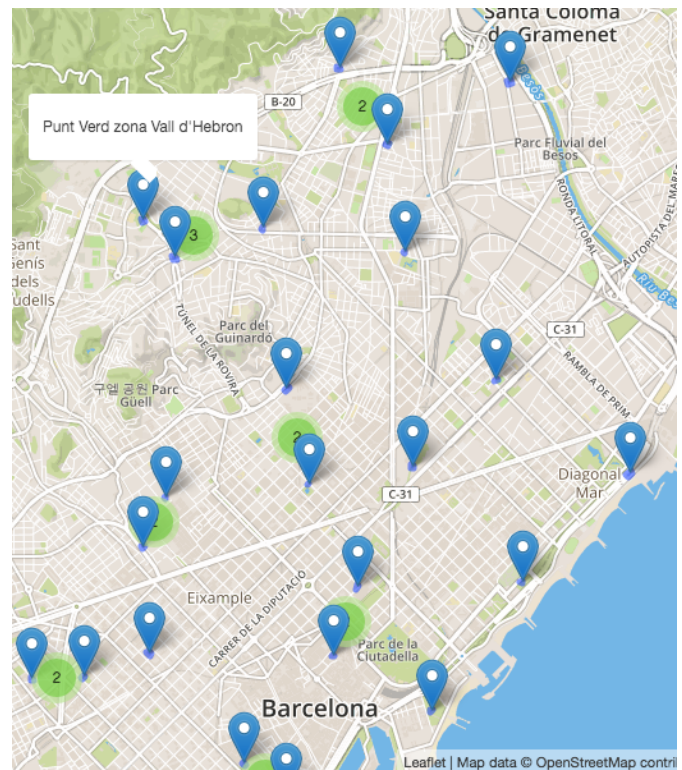 Santa Coloma
de Gramenet
B-20
2
Besòs
Punt Verd zona Vall d'Hebron
Parc Fluvial del
Besòs
RONDA LITORAL
AUTOPISTA DEL MARES
3
Sant
Genís
dels
udells
Riu Be
TÚNEL DE LA ROVIRA
Parc del
Guinardó
C-31
RAMBLA DE PRIM
구엘 공원 Parc
Güell
2
Diagonal
Mar
C-31
Eixample
CARRER DE LA DIPUTACIÓ
Parc de la
Ciutadella
2
Barcelona
Leaflet | Map data © OpenStreetMap contri